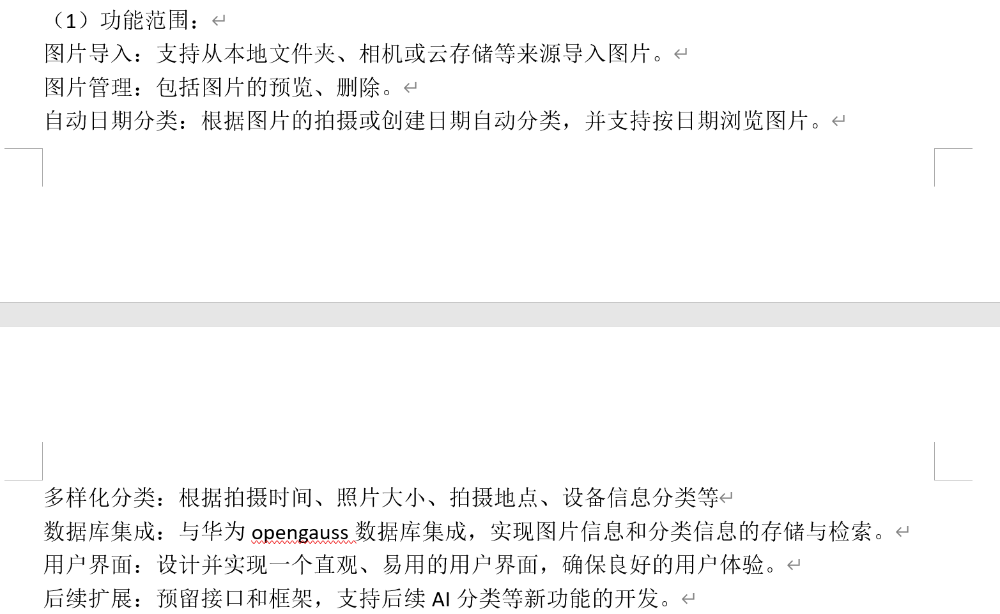 （1）功能范围：
图片导入：支持从本地文件夹、相机或云存储等来源导入图片。
图片管理：包括图片的预览、删除。
自动日期分类：根据图片的拍摄或创建日期自动分类，并支持按日期浏览图片。
多样化分类：根据拍摄时间、照片大小、拍摄地点、设备信息分类等
数据库集成：与华为 opengauss 数据库集成，实现图片信息和分类信息的存储与检索。
用户界面：设计并实现一个直观、易用的用户界面，确保良好的用户体验。
后续扩展：预留接口和框架，支持后续 AI 分类等新功能的开发。